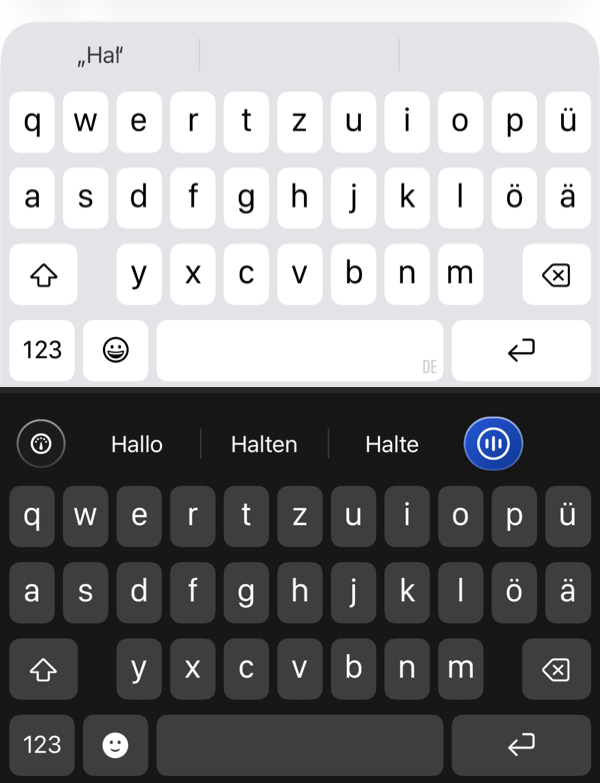 „Hal“
q w e r t z u i o p ü
a s d f g h j k l ö ä
y x c v b n m
123
DE
Hallo Halten Halte
q w e r t z u i o p ü
a s d f g h j k l ö ä
y x c v b n m
123